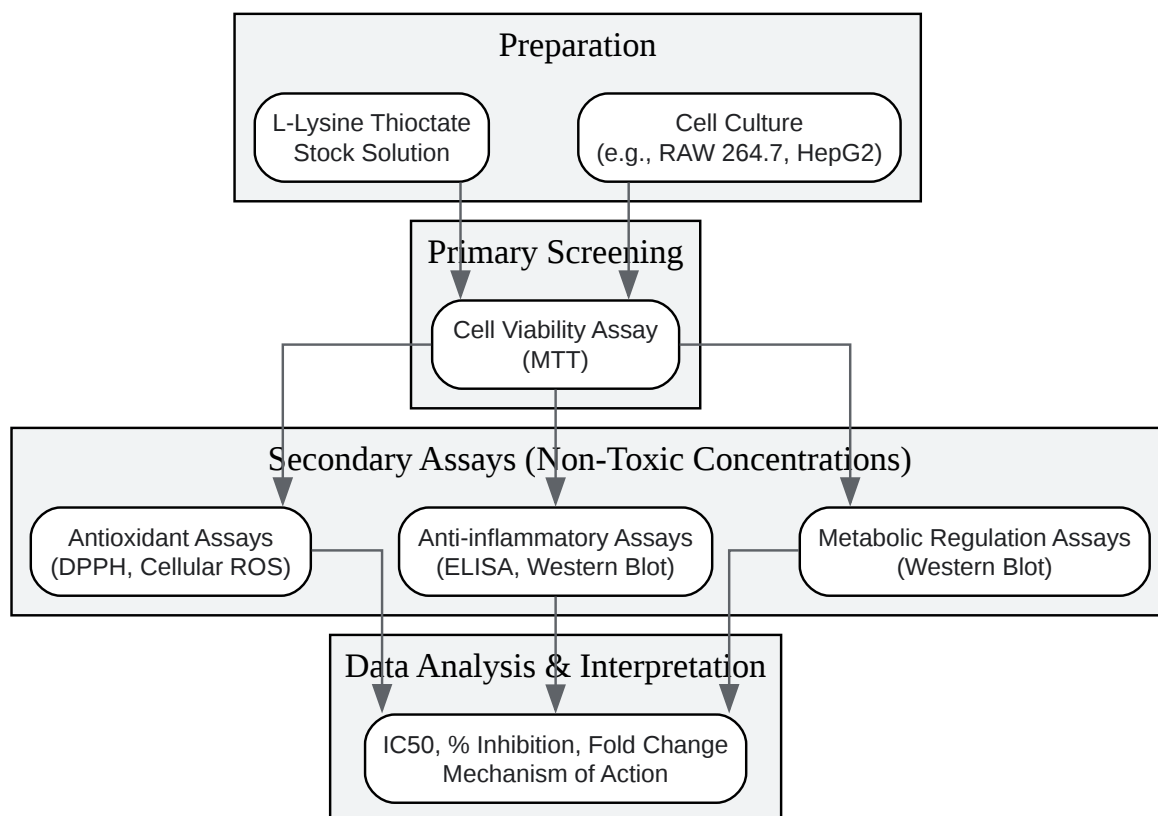 Preparation
L-Lysine Thioctate
Stock Solution
Cell Culture
(e.g., RAW 264.7, HepG2)
Primary Screening
Cell Viability Assay
(MTT)
Secondary Assays (Non-Toxic Concentrations)
Antioxidant Assays
(DPPH, Cellular ROS)
Anti-inflammatory Assays
(ELISA, Western Blot)
Metabolic Regulation Assays
(Western Blot)
Data Analysis & Interpretation
IC50, % Inhibition, Fold Change
Mechanism of Action